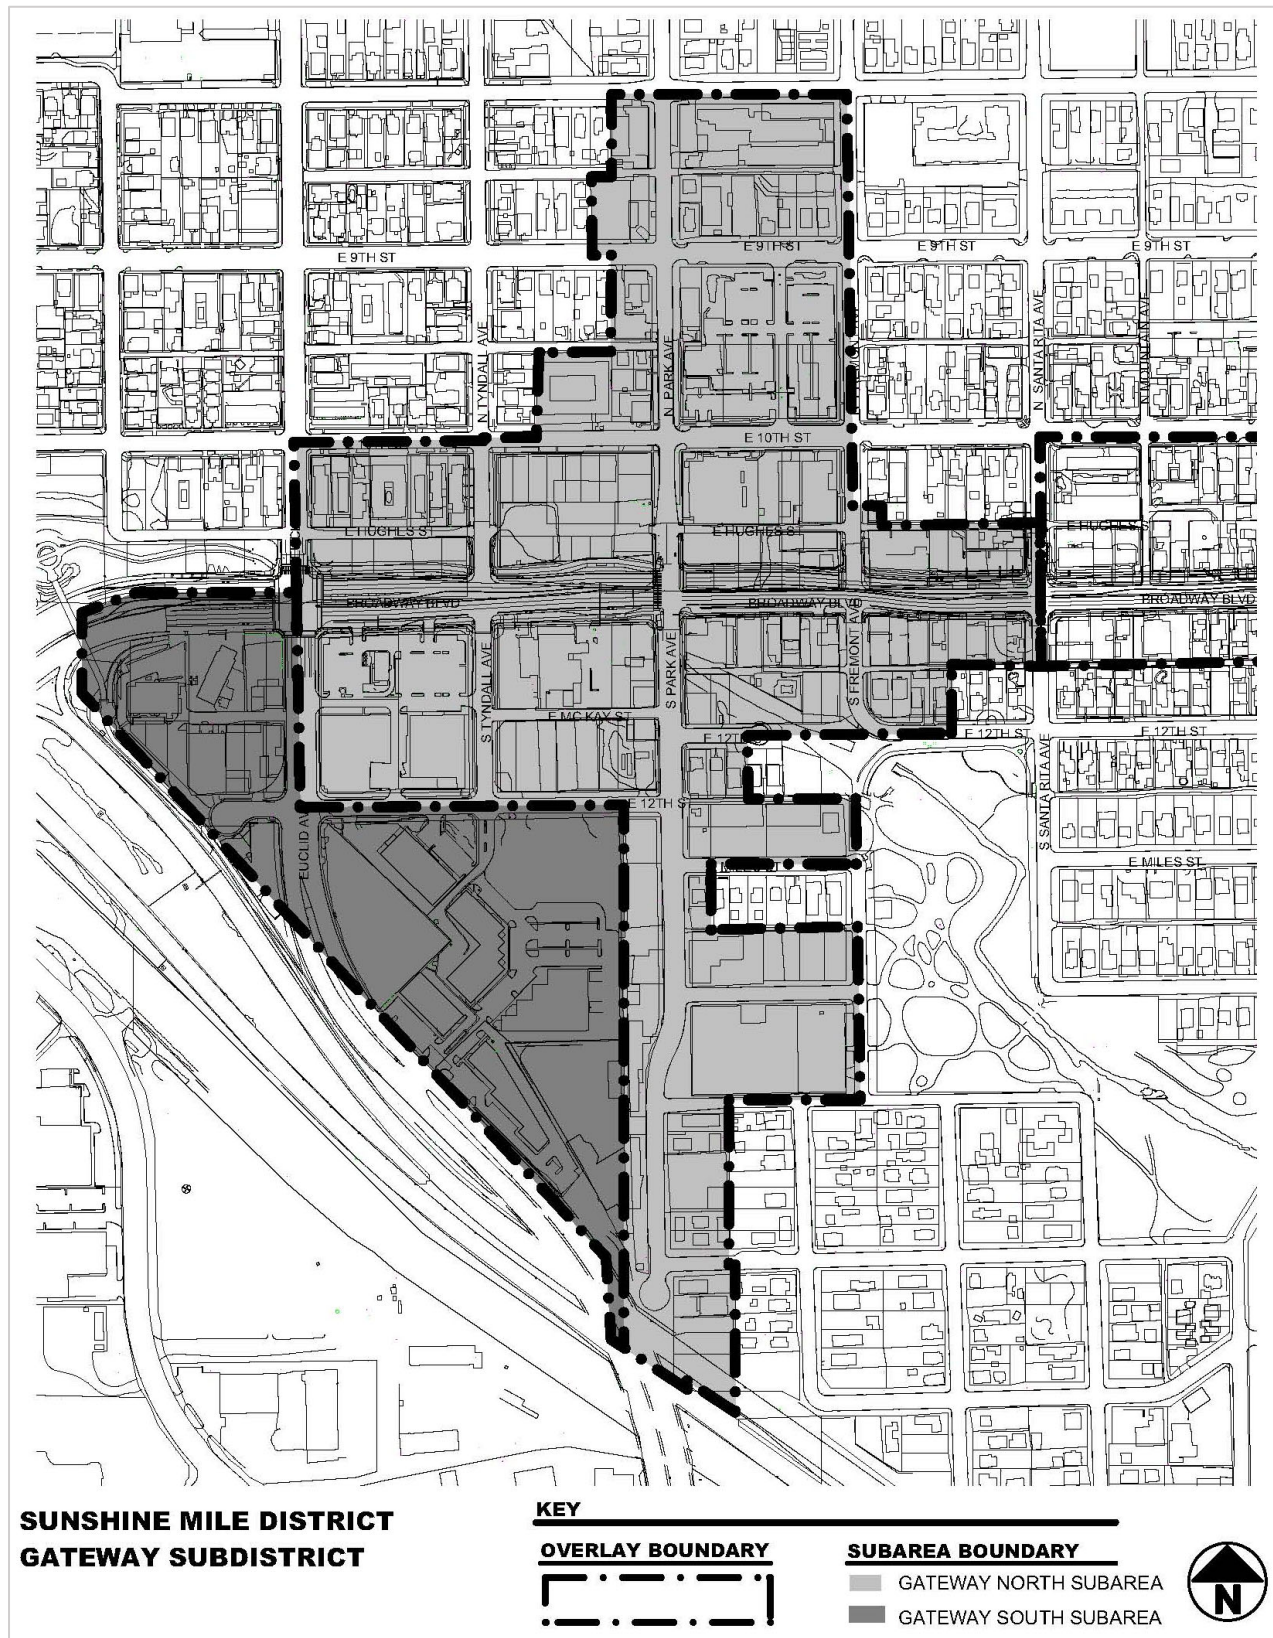 E 9TH ST
E 9TH ST
E 9TH ST
E 9TH ST
N TYNDALL AVE
N PARK AVE
N SANTA RITA AVE
N MOUNTAIN AVE
E 10TH ST
E HUGHES ST
E HUGHES ST
E HUGHES S
BROADWAY BLVD
BROADWAY BLVD
BROADWAY BLVD
S TYNDALL AVE
S PARK AVE
S FREMONT AVE
E MC KAY ST
E 12TH ST
E 12TH ST
E 12TH S
S SANTA RITA AVE
EUCLID AV
E MILES ST
SUNSHINE MILE DISTRICT
GATEWAY SUBDISTRICT
KEY
OVERLAY BOUNDARY
SUBAREA BOUNDARY
GATEWAY NORTH SUBAREA
GATEWAY SOUTH SUBAREA
N